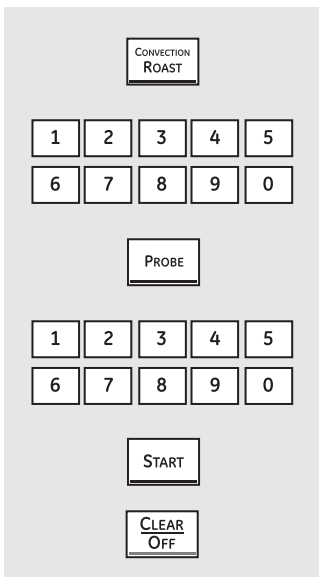 CONVECTION
ROAST
1 2 3 4 5
6 7 8 9 0
PROBE
1 2 3 4 5
6 7 8 9 0
START
CLEAR
OFF